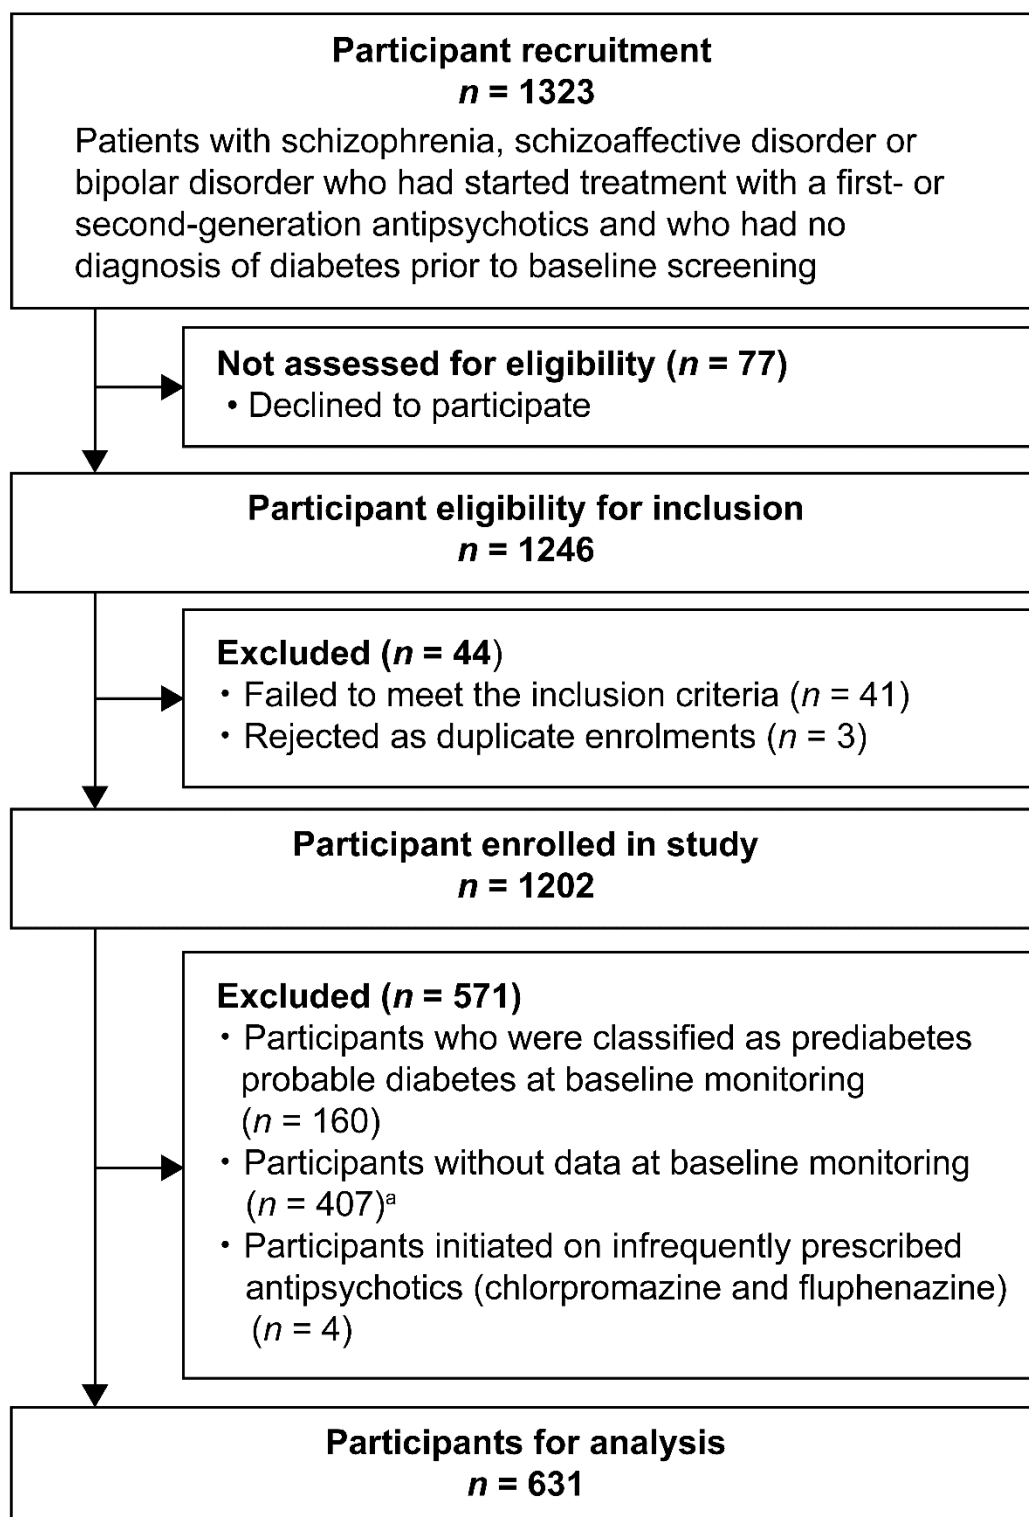 Participant recruitment
n = 1323
Patients with schizophrenia, schizoaffective disorder or
bipolar disorder who had started treatment with a first- or
second-generation antipsychotics and who had no
diagnosis of diabetes prior to baseline screening
Not assessed for eligibility (n = 77)
• Declined to participate
Participant eligibility for inclusion
n = 1246
Excluded (n = 44)
・Failed to meet the inclusion criteria (n = 41)
・Rejected as duplicate enrolments (n = 3)
Participant enrolled in study
n = 1202
Excluded (n = 571)
・Participants who were classified as prediabetes
probable diabetes at baseline monitoring
(n = 160)
・Participants without data at baseline monitoring
(n = 407)ᵃ
・Participants initiated on infrequently prescribed
antipsychotics (chlorpromazine and fluphenazine)
(n = 4)
Participants for analysis
n = 631